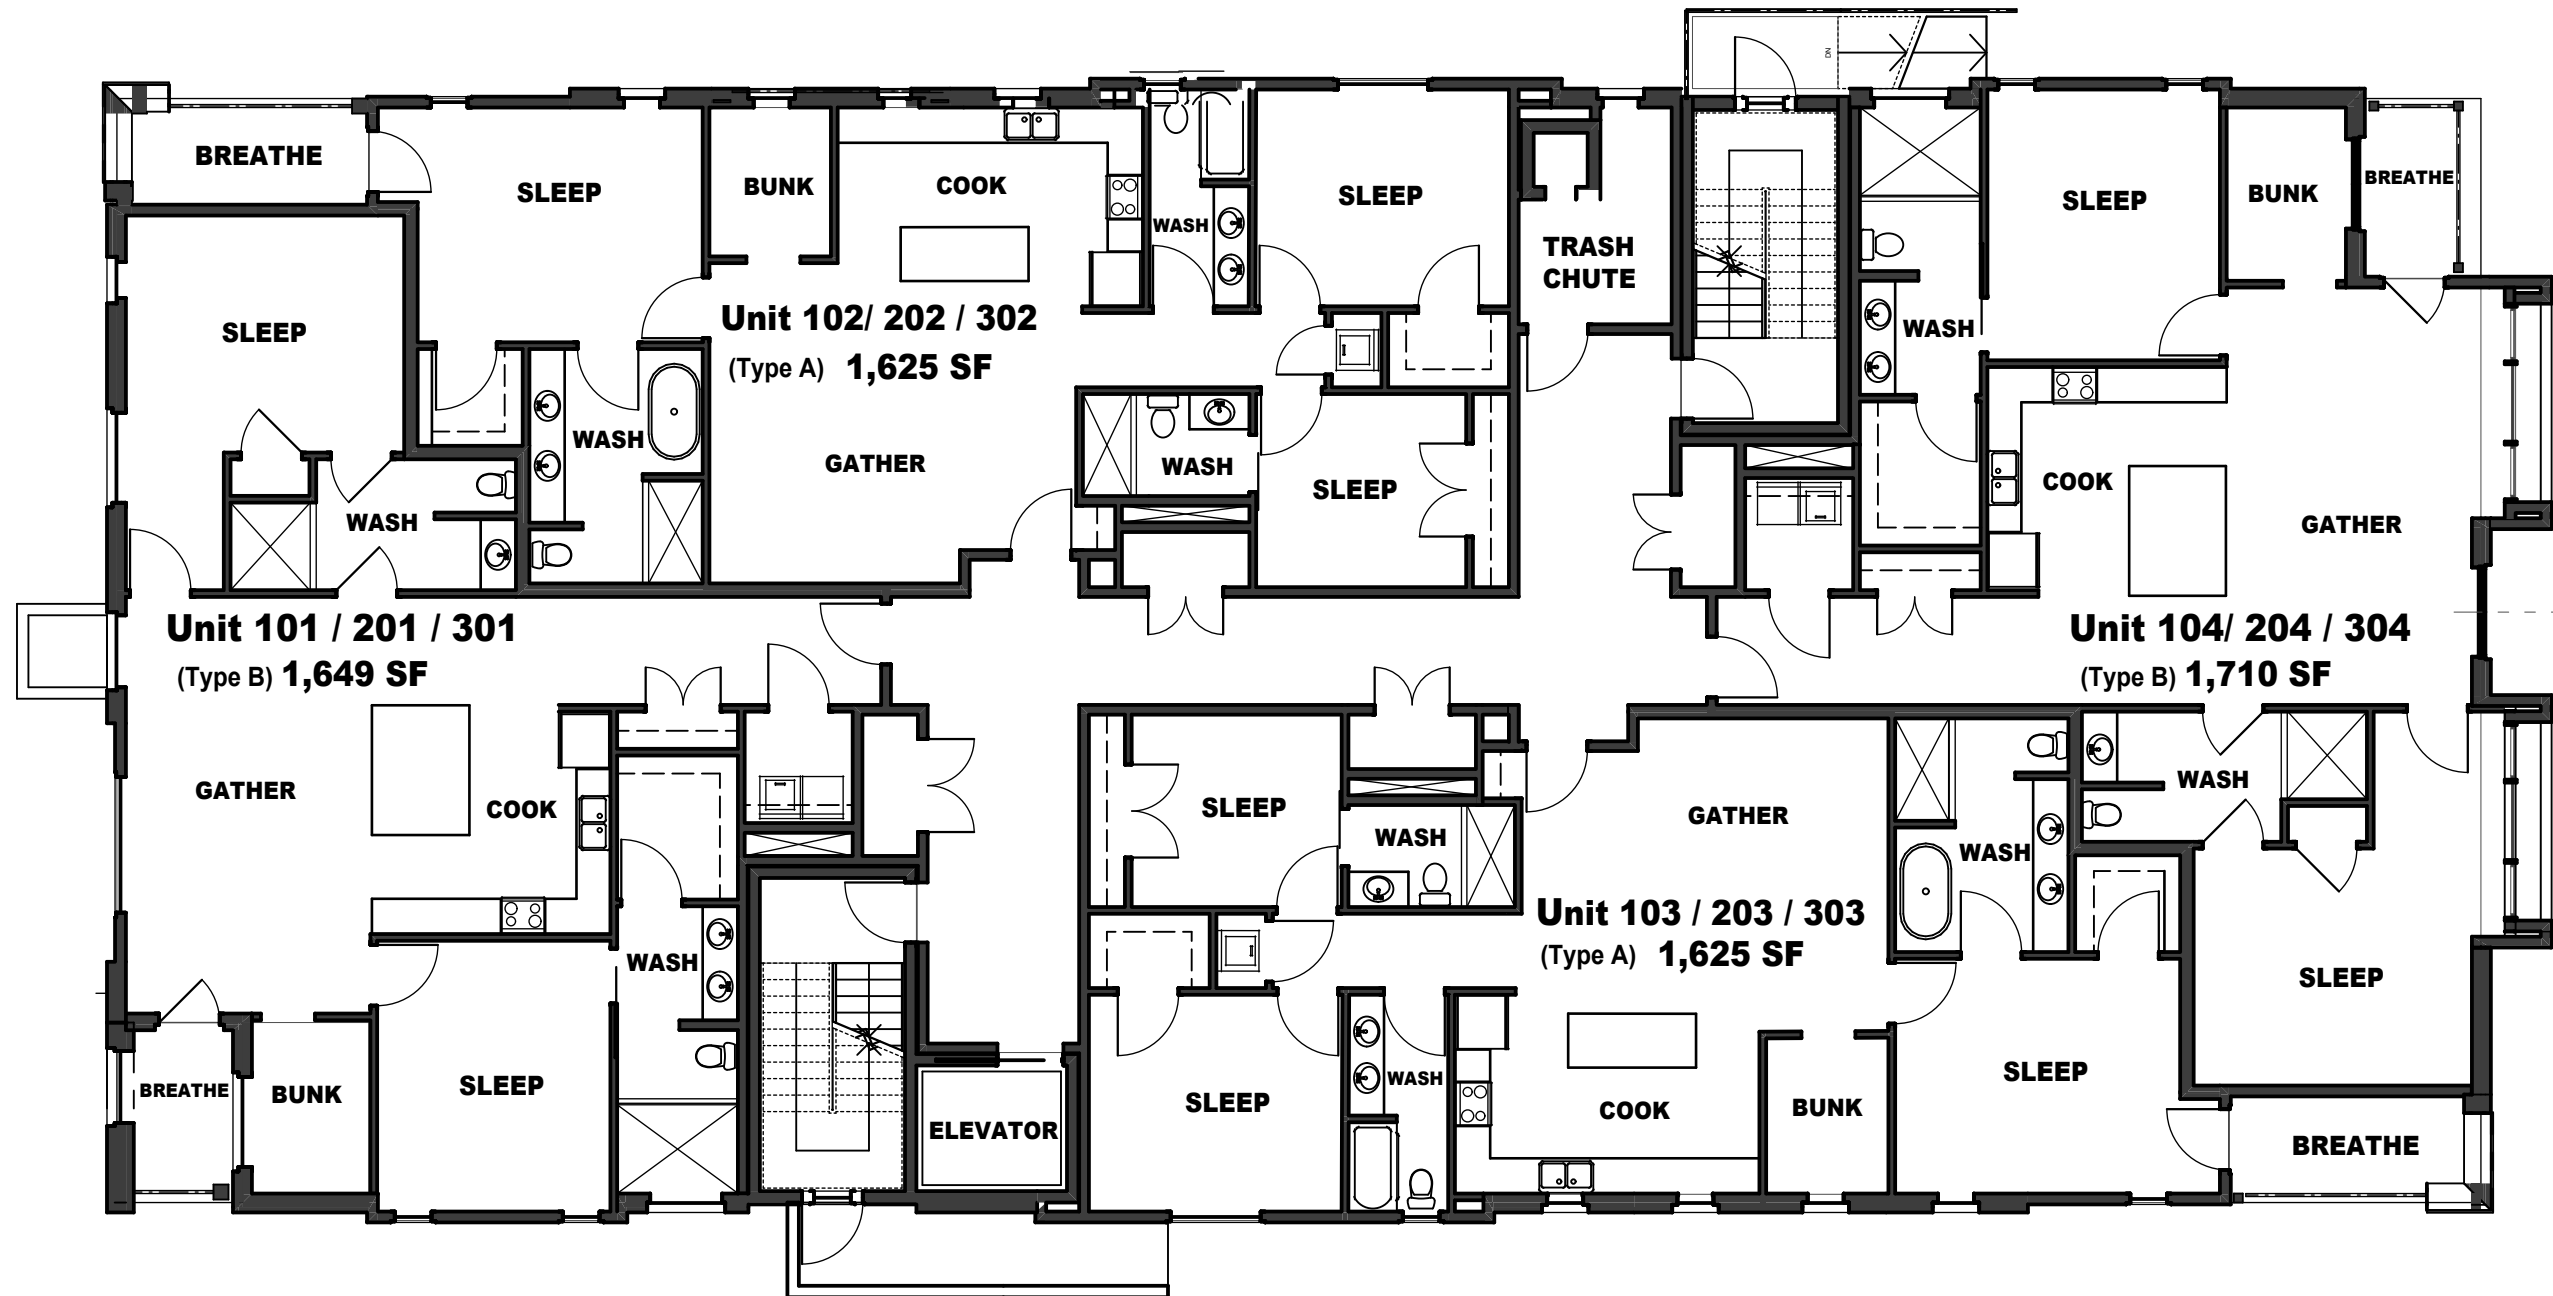 DN
BREATHE
SLEEP
BUNK
COOK
WASH
SLEEP
TRASH
CHUTE
SLEEP
BUNK
BREATHE
SLEEP
Unit 102/ 202 / 302
(Type A) 1,625 SF
WASH
WASH
GATHER
WASH
SLEEP
COOK
GATHER
WASH
Unit 101 / 201 / 301
(Type B) 1,649 SF
Unit 104/ 204 / 304
(Type B) 1,710 SF
GATHER
COOK
SLEEP
WASH
GATHER
WASH
WASH
Unit 103 / 203 / 303
(Type A) 1,625 SF
WASH
SLEEP
BREATHE
BUNK
SLEEP
ELEVATOR
SLEEP
WASH
COOK
BUNK
SLEEP
BREATHE